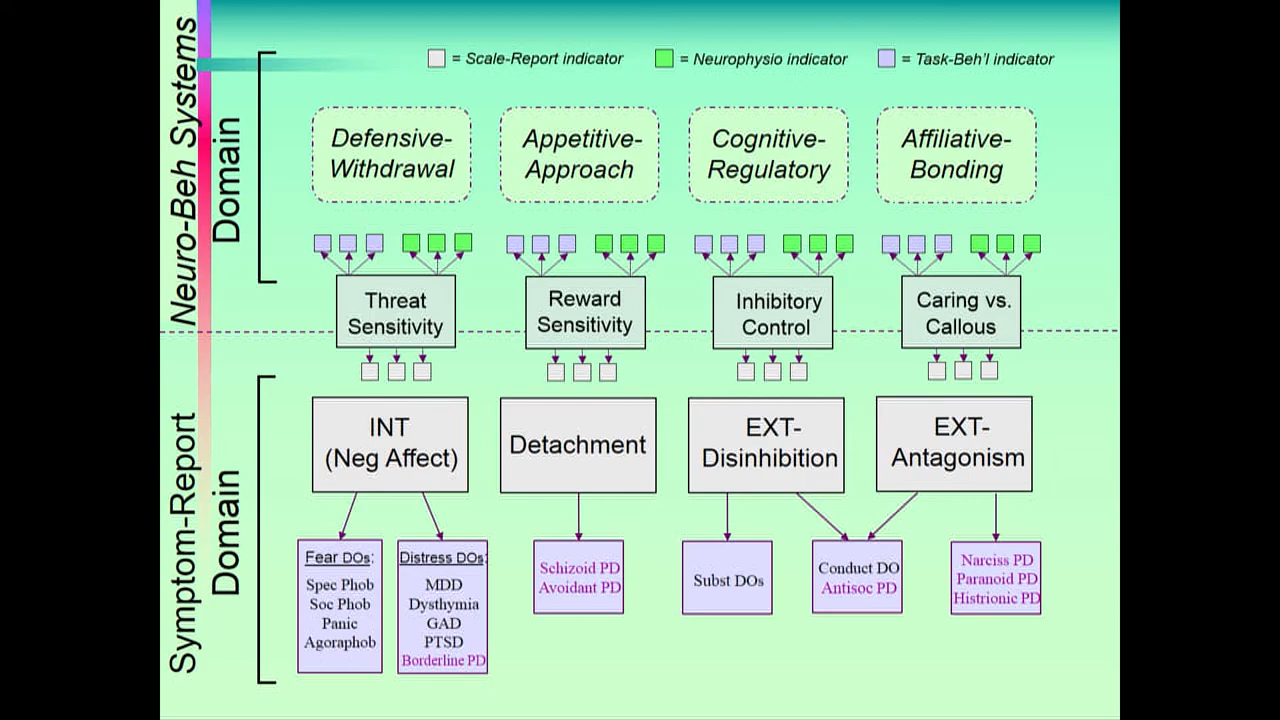 = Scale-Report indicator
= Neurophysio indicator
= Task-Beh'l indicator
Neuro-Beh Systems
Domain
Defensive-
Withdrawal
Appetitive-
Approach
Cognitive-
Regulatory
Affiliative-
Bonding
Threat
Sensitivity
Reward
Sensitivity
Inhibitory
Control
Caring vs.
Callous
Symptom-Report
Domain
INT
(Neg Affect)
Detachment
EXT-
Disinhibition
EXT-
Antagonism
Fear DOs:
Spec Phob
Soc Phob
Panic
Agoraphob
Distress DOs:
MDD
Dysthymia
GAD
PTSD
Borderline PD
Schizoid PD
Avoidant PD
Subst DOs
Conduct DO
Antisoc PD
Narciss PD
Paranoid PD
Histrionic PD